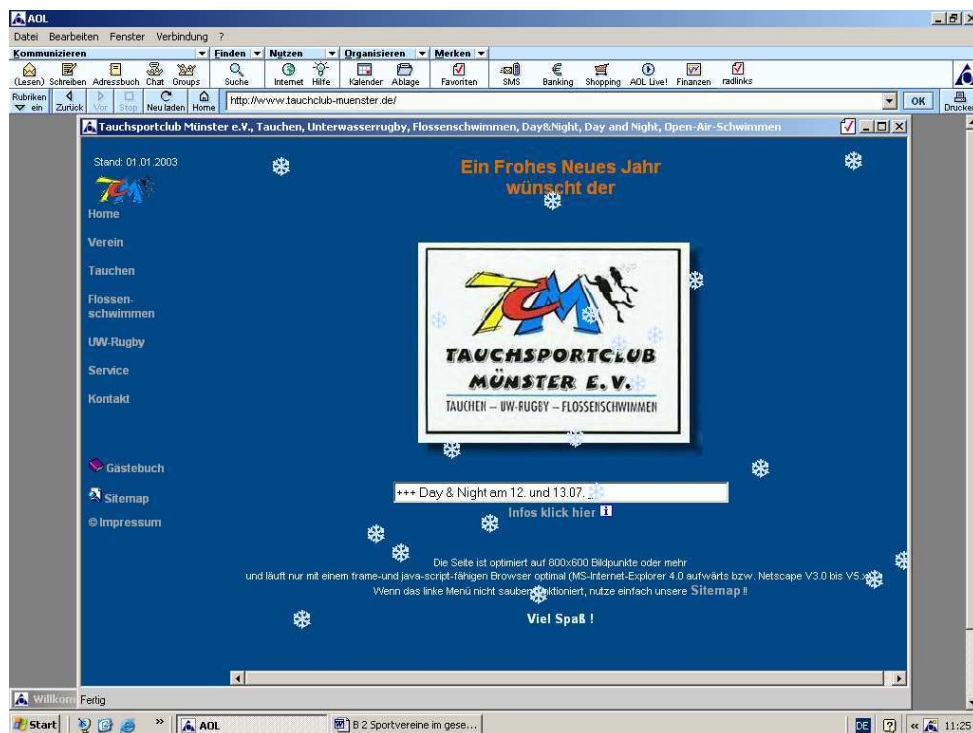 AOL
Datei Bearbeiten Fenster Verbindung ?
Kommunizieren Finden Nutzen Organisieren Merken
(Lesen) Schreiben Adressbuch Chat Groups Suche Internet Hilfe Kalender Ablage Favoriten SMS Banking Shopping AOL Live! Finanzen radlinks
Rubriken ein Zurück Vor Stop Neu laden Home http://www.tauchclub-muenster.de/ OK Drucken
Tauchsportclub Münster e.V., Tauchen, Unterwasserrugby, Flossenschwimmen, Day&Night, Day and Night, Open-Air-Schwimmen
Stand: 01.01.2003
TCM
Home
Verein
Tauchen
Flossen-
schwimmen
UW-Rugby
Service
Kontakt
Gästebuch
Sitemap
© Impressum
Ein Frohes Neues Jahr
wünscht der
TCM
TAUCHSPORTCLUB
MÜNSTER E.V.
TAUCHEN – UW-RUGBY – FLOSSENSCHWIMMEN
+++ Day & Night am 12. und 13.07. _
Infos klick hier i
Die Seite ist optimiert auf 800x600 Bildpunkte oder mehr
und läuft nur mit einem frame-und java-script-fähigen Browser optimal (MS-Internet-Explorer 4.0 aufwärts bzw. Netscape V3.0 bis V5.x)
Wenn das linke Menü nicht sauber funktioniert, nutze einfach unsere Sitemap !!
Viel Spaß !
Willkom
Fertig
Start » AOL B 2 Sportvereine im gese... DE ? « 11:25